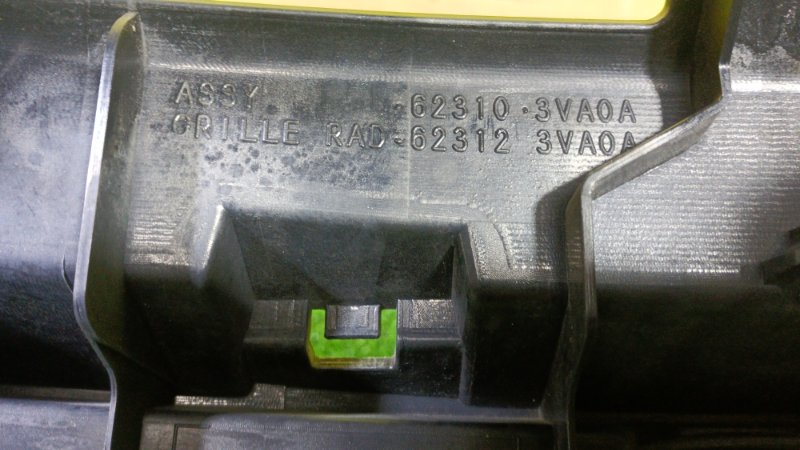 ASSY -62310-3VA0A
GRILLE RAD-62312 3VA0A